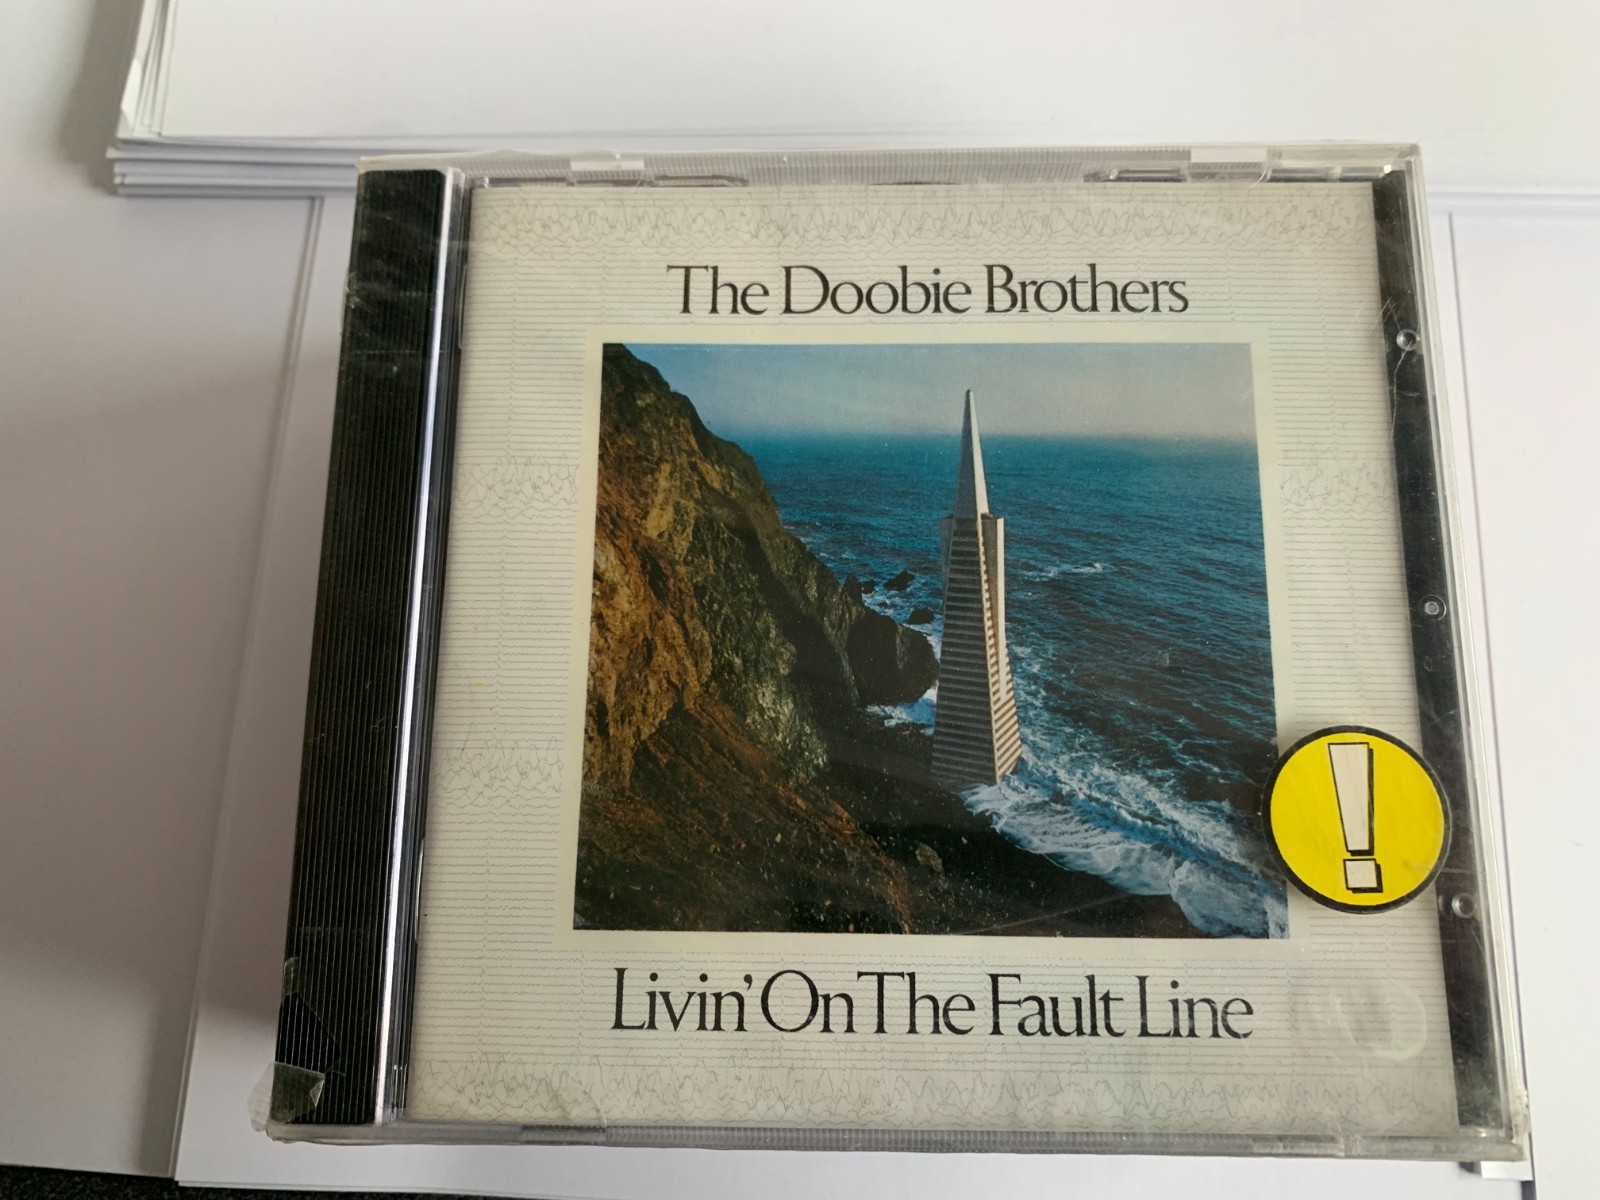 The Doobie Brothers
!
Livin' On The Fault Line